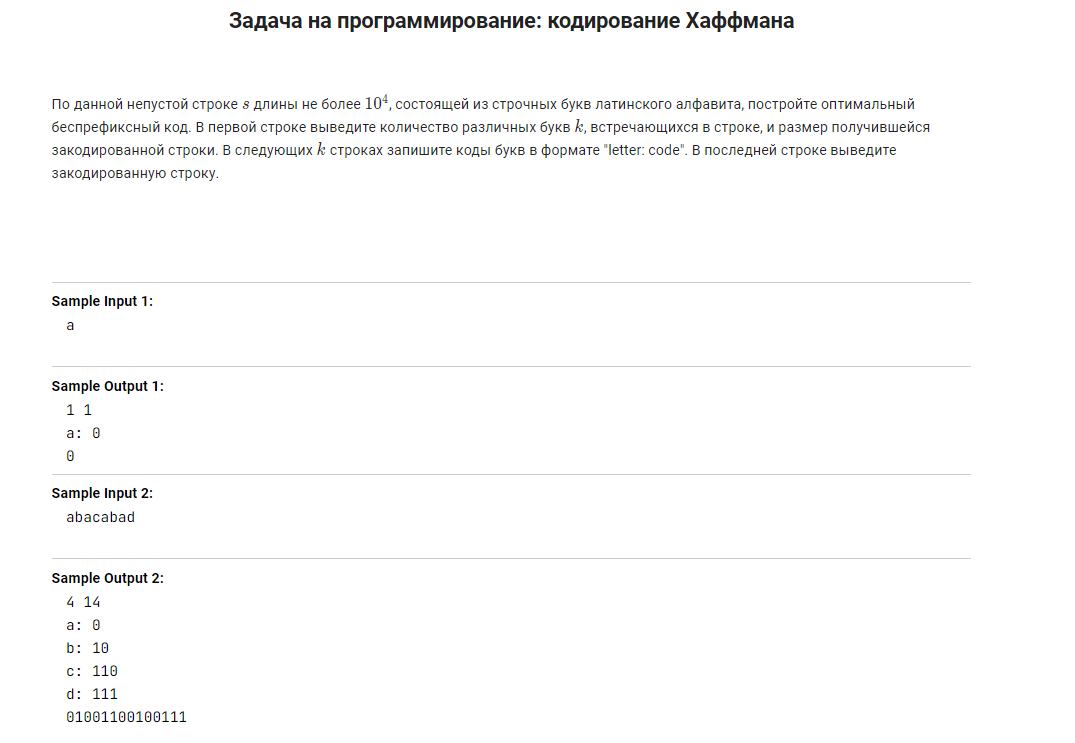 Задача на программирование: кодирование Хаффмана
По данной непустой строке s длины не более 10⁴, состоящей из строчных букв латинского алфавита, постройте оптимальный
беспрефиксный код. В первой строке выведите количество различных букв k, встречающихся в строке, и размер получившейся
закодированной строки. В следующих k строках запишите коды букв в формате "letter: code". В последней строке выведите
закодированную строку.
Sample Input 1:
a
Sample Output 1:
1 1
a: 0
0
Sample Input 2:
abacabad
Sample Output 2:
4 14
a: 0
b: 10
c: 110
d: 111
01001100100111